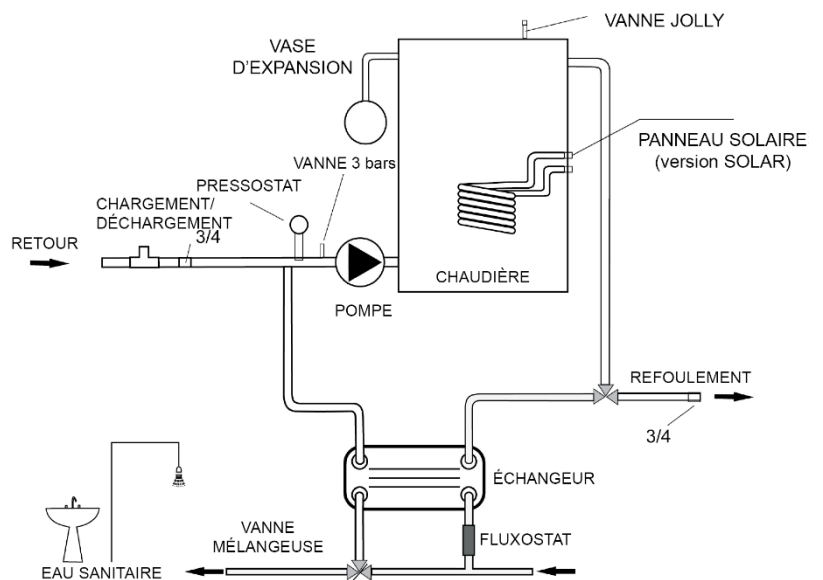 VANNE JOLLY
VASE
D'EXPANSION
PANNEAU SOLAIRE
(version SOLAR)
VANNE 3 bars
PRESSOSTAT
CHARGEMENT/
DÉCHARGEMENT
3/4
RETOUR
CHAUDIÈRE
POMPE
REFOULEMENT
3/4
ÉCHANGEUR
VANNE
MÉLANGEUSE
FLUXOSTAT
EAU SANITAIRE